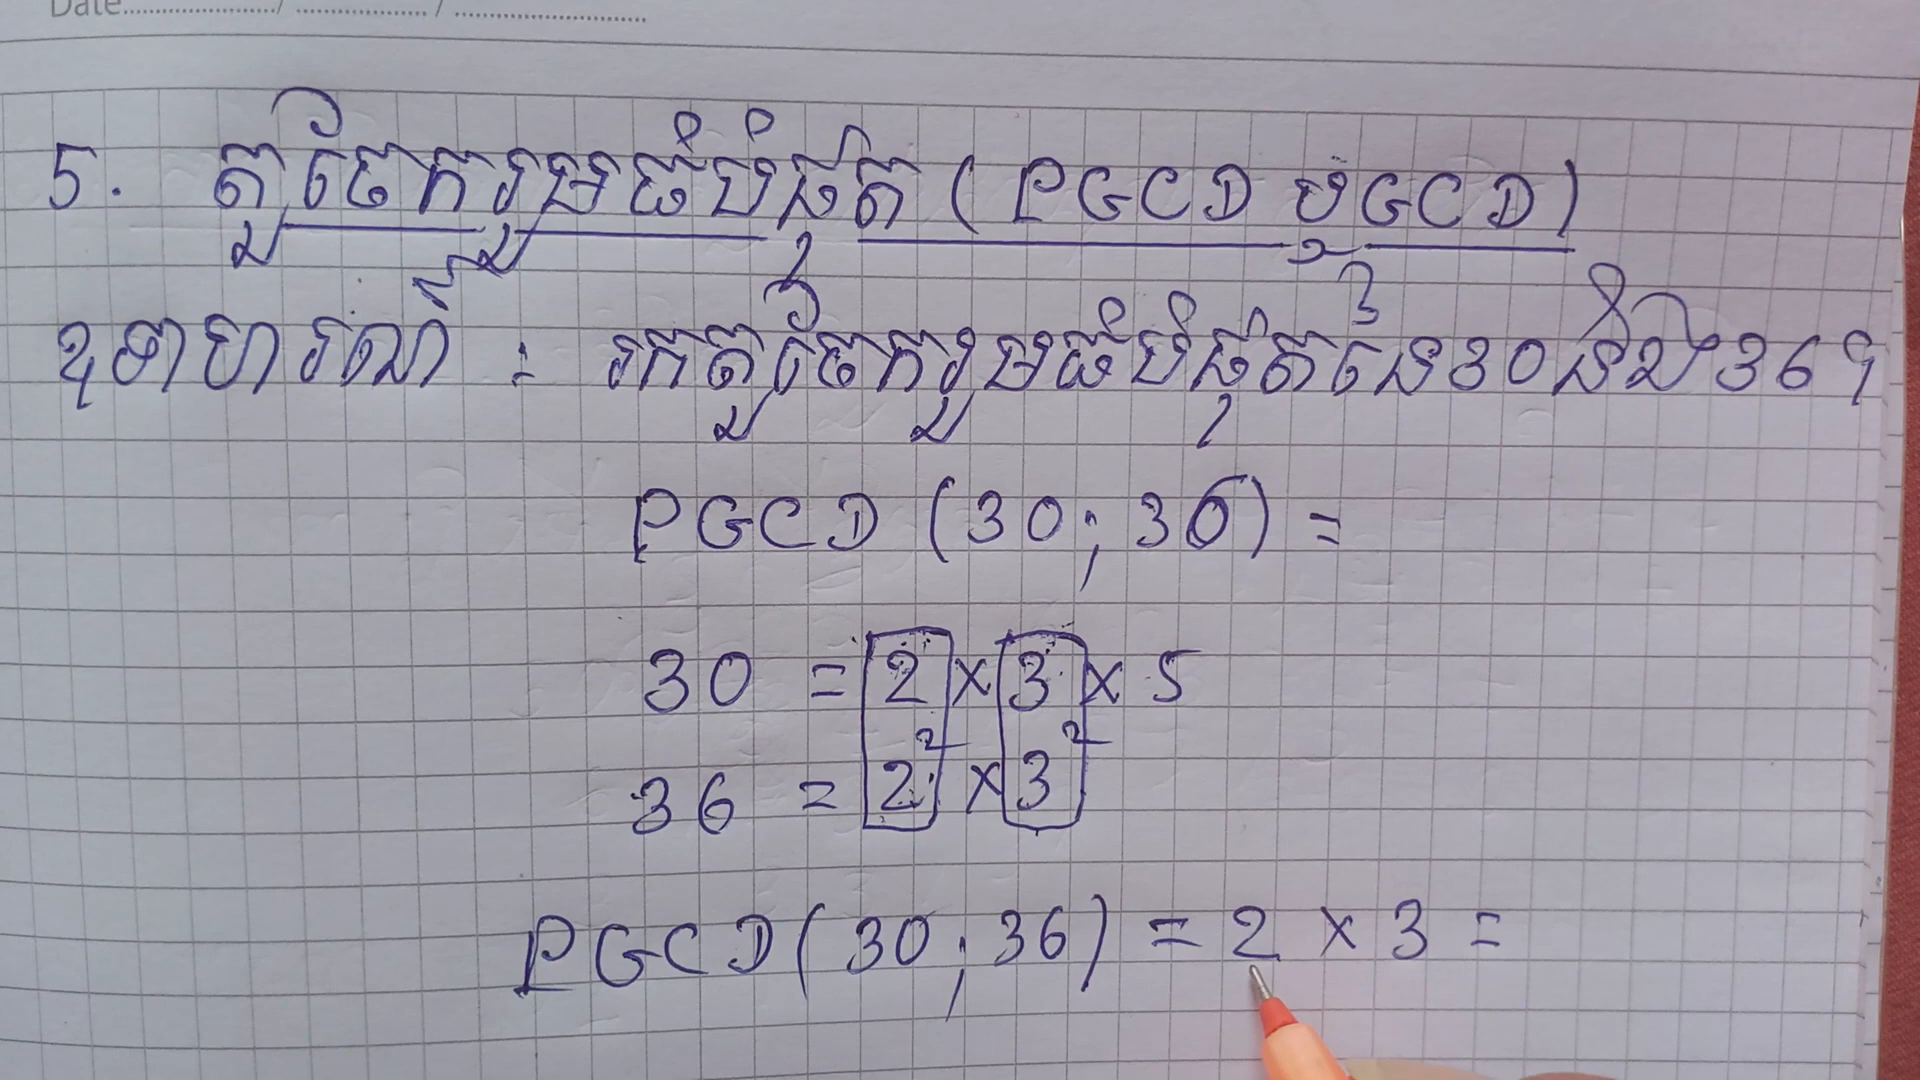 Date
5. តួចែករួមធំបំផុត (PGCD ឬ GCD)
ឧទាហរណ៍ : រកតួចែករួមធំបំផុតនៃ 30 និង 36 ។
PGCD (30; 36) =
30 = 2 × 3 × 5
36 = 2² × 3²
PGCD(30; 36) = 2 × 3 =